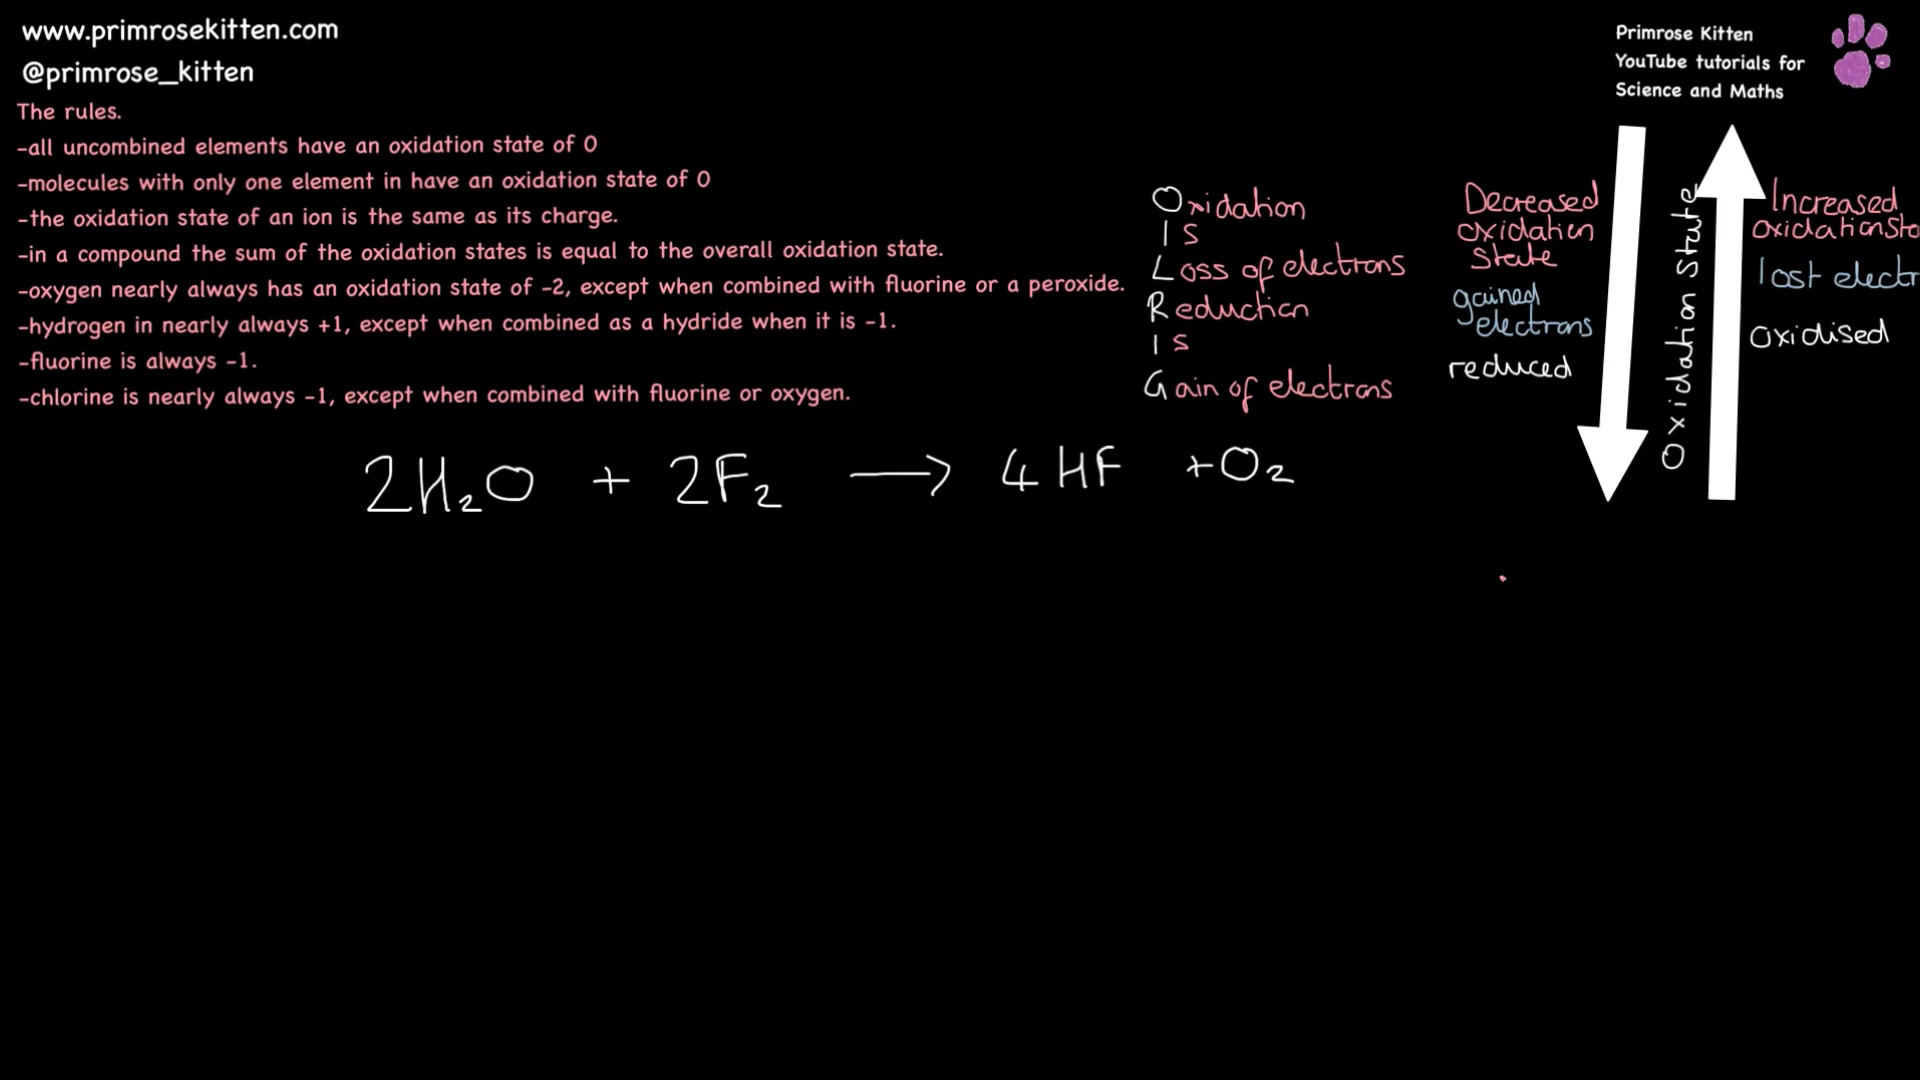 www.primrosekitten.com
@primrose_kitten
Primrose Kitten
YouTube tutorials for
Science and Maths
The rules.
-all uncombined elements have an oxidation state of 0
-molecules with only one element in have an oxidation state of 0
-the oxidation state of an ion is the same as its charge.
-in a compound the sum of the oxidation states is equal to the overall oxidation state.
-oxygen nearly always has an oxidation state of -2, except when combined with fluorine or a peroxide.
-hydrogen in nearly always +1, except when combined as a hydride when it is -1.
-fluorine is always -1.
-chlorine is nearly always -1, except when combined with fluorine or oxygen.
Oxidation
Is
Loss of electrons
Reduction
Is
Gain of electrons
Decreased
oxidation
state
gained
electrons
reduced
Oxidation State
Increased
oxidation sta
lost electr
oxidised
2H₂O + 2F₂ → 4HF + O₂